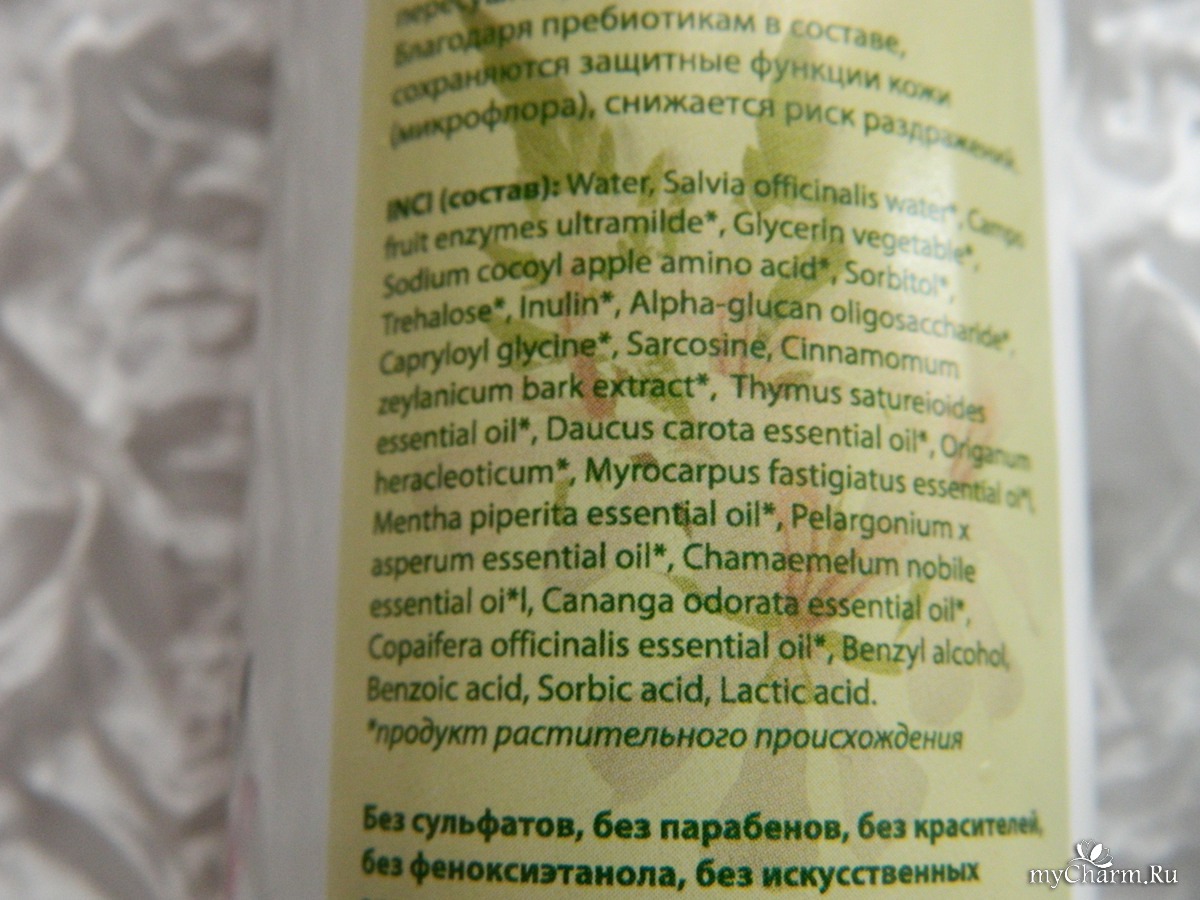 Благодаря пребиотикам в составе,
сохраняются защитные функции кожи
(микрофлора), снижается риск раздражений.
INCI (состав): Water, Salvia officinalis water*, Campo
fruit enzymes ultramilde*, Glycerin vegetable*,
Sodium cocoyl apple amino acid*, Sorbitol*,
Trehalose*, Inulin*, Alpha-glucan oligosaccharide*,
Capryloyl glycine*, Sarcosine, Cinnamomum
zeylanicum bark extract*, Thymus satureioides
essential oil*, Daucus carota essential oil*, Origanum
heracleoticum*, Myrocarpus fastigiatus essential oi*l,
Mentha piperita essential oil*, Pelargonium x
asperum essential oil*, Chamaemelum nobile
essential oi*l, Cananga odorata essential oil*,
Copaifera officinalis essential oil*, Benzyl alcohol,
Benzoic acid, Sorbic acid, Lactic acid.
*продукт растительного происхождения
Без сульфатов, без парабенов, без красителей,
без феноксиэтанола, без искусственных
myCharm.Ru